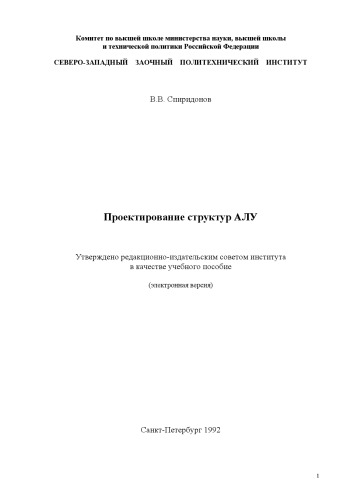 Комитет по высшей школе министерства науки, высшей школы
и технической политики Российской Федерации
СЕВЕРО-ЗАПАДНЫЙ ЗАОЧНЫЙ ПОЛИТЕХНИЧЕСКИЙ ИНСТИТУТ
В.В. Спиридонов
Проектирование структур АЛУ
Утверждено редакционно-издательским советом института
в качестве учебного пособие
(электронная версия)
Санкт-Петербург 1992
1